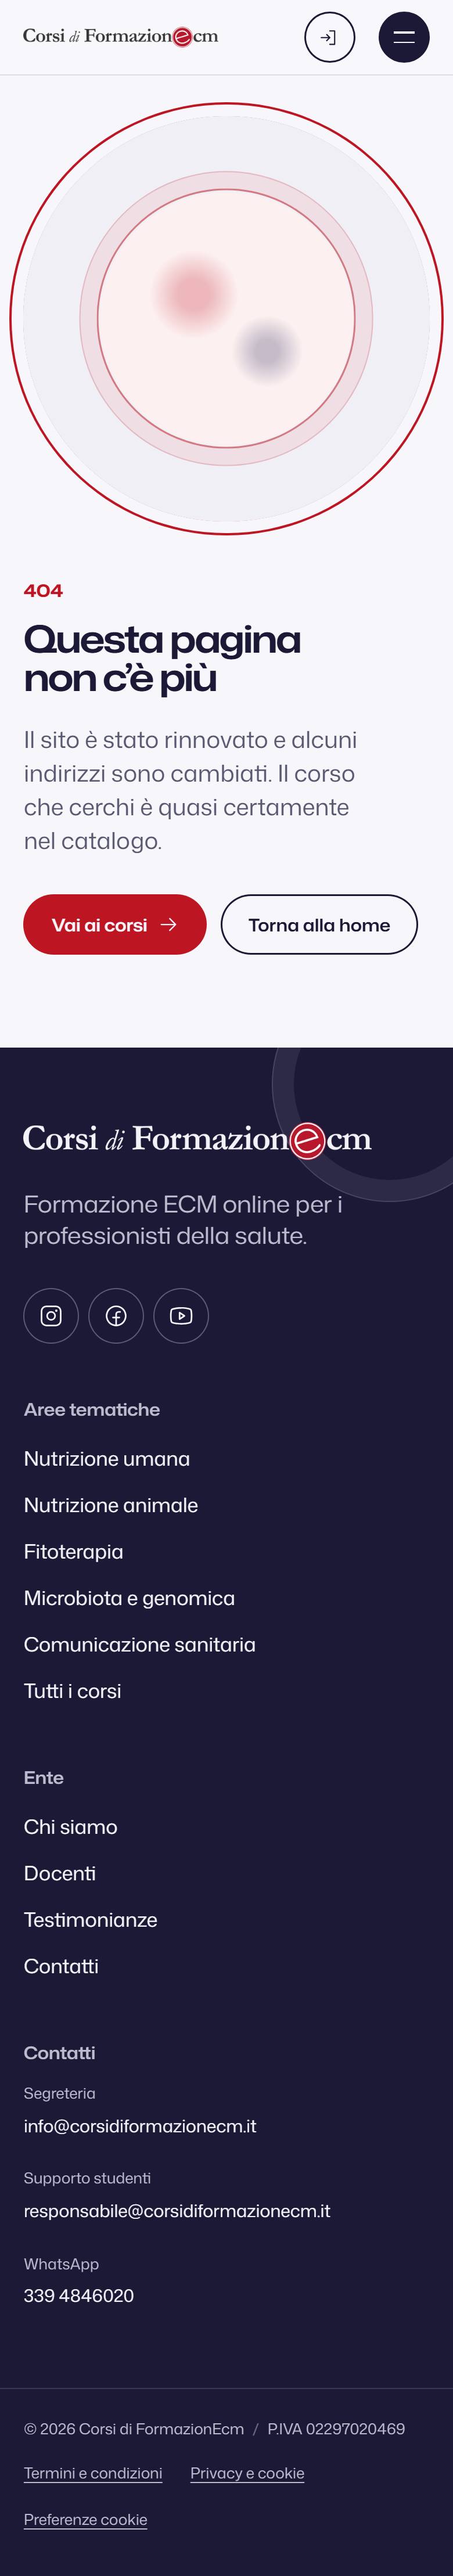 Corsi di Formazionecm
404
Questa pagina
non c’è più
Il sito è stato rinnovato e alcuni
indirizzi sono cambiati. Il corso
che cerchi è quasi certamente
nel catalogo.
Vai ai corsi
Torna alla home
Corsi di Formazionecm
Formazione ECM online per i
professionisti della salute.
Aree tematiche
Nutrizione umana
Nutrizione animale
Fitoterapia
Microbiota e genomica
Comunicazione sanitaria
Tutti i corsi
Ente
Chi siamo
Docenti
Testimonianze
Contatti
Contatti
Segreteria
info@corsidiformazionecm.it
Supporto studenti
responsabile@corsidiformazionecm.it
WhatsApp
339 4846020
© 2026 Corsi di FormazionEcm / P.IVA 02297020469
Termini e condizioni Privacy e cookie
Preferenze cookie